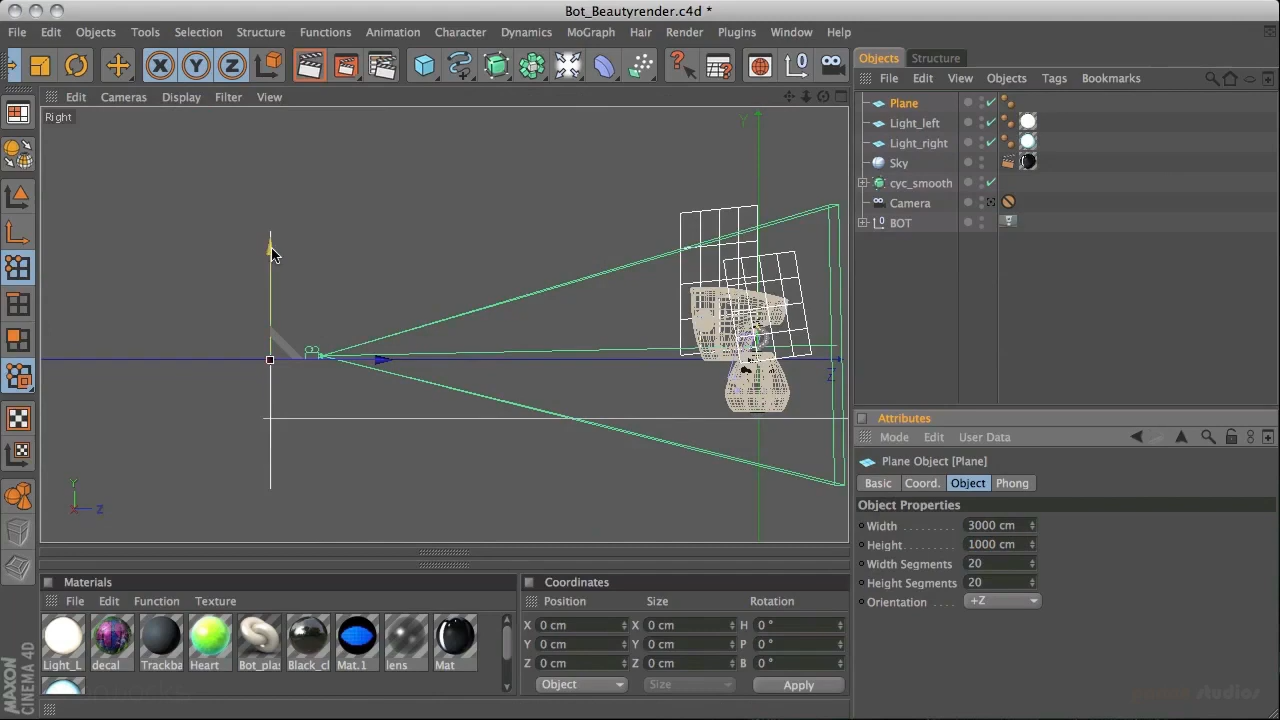 Bot_Beautyrender.c4d *
File Edit Objects Tools Selection Structure Functions Animation Character Dynamics MoGraph Hair Render Plugins Window Help
X Y Z
Objects Structure
File Edit View Objects Tags Bookmarks
Edit Cameras Display Filter View
Right
Y
Z
Y
X Z
Plane
Light_left
Light_right
Sky
cyc_smooth
Camera
BOT
Attributes
Mode Edit User Data
Plane Object [Plane]
Basic Coord. Object Phong
Object Properties
Width 3000 cm
Height 1000 cm
Width Segments 20
Height Segments 20
Orientation +Z
Materials
File Edit Function Texture
Light_L decal Trackba Heart Bot_plas Black_cl Mat.1 lens Mat
Coordinates
Position Size Rotation
X 0 cm X 0 cm H 0 °
Y 0 cm Y 0 cm P 0 °
Z 0 cm Z 0 cm B 0 °
Object Size Apply
MAXON
CINEMA 4D
studios